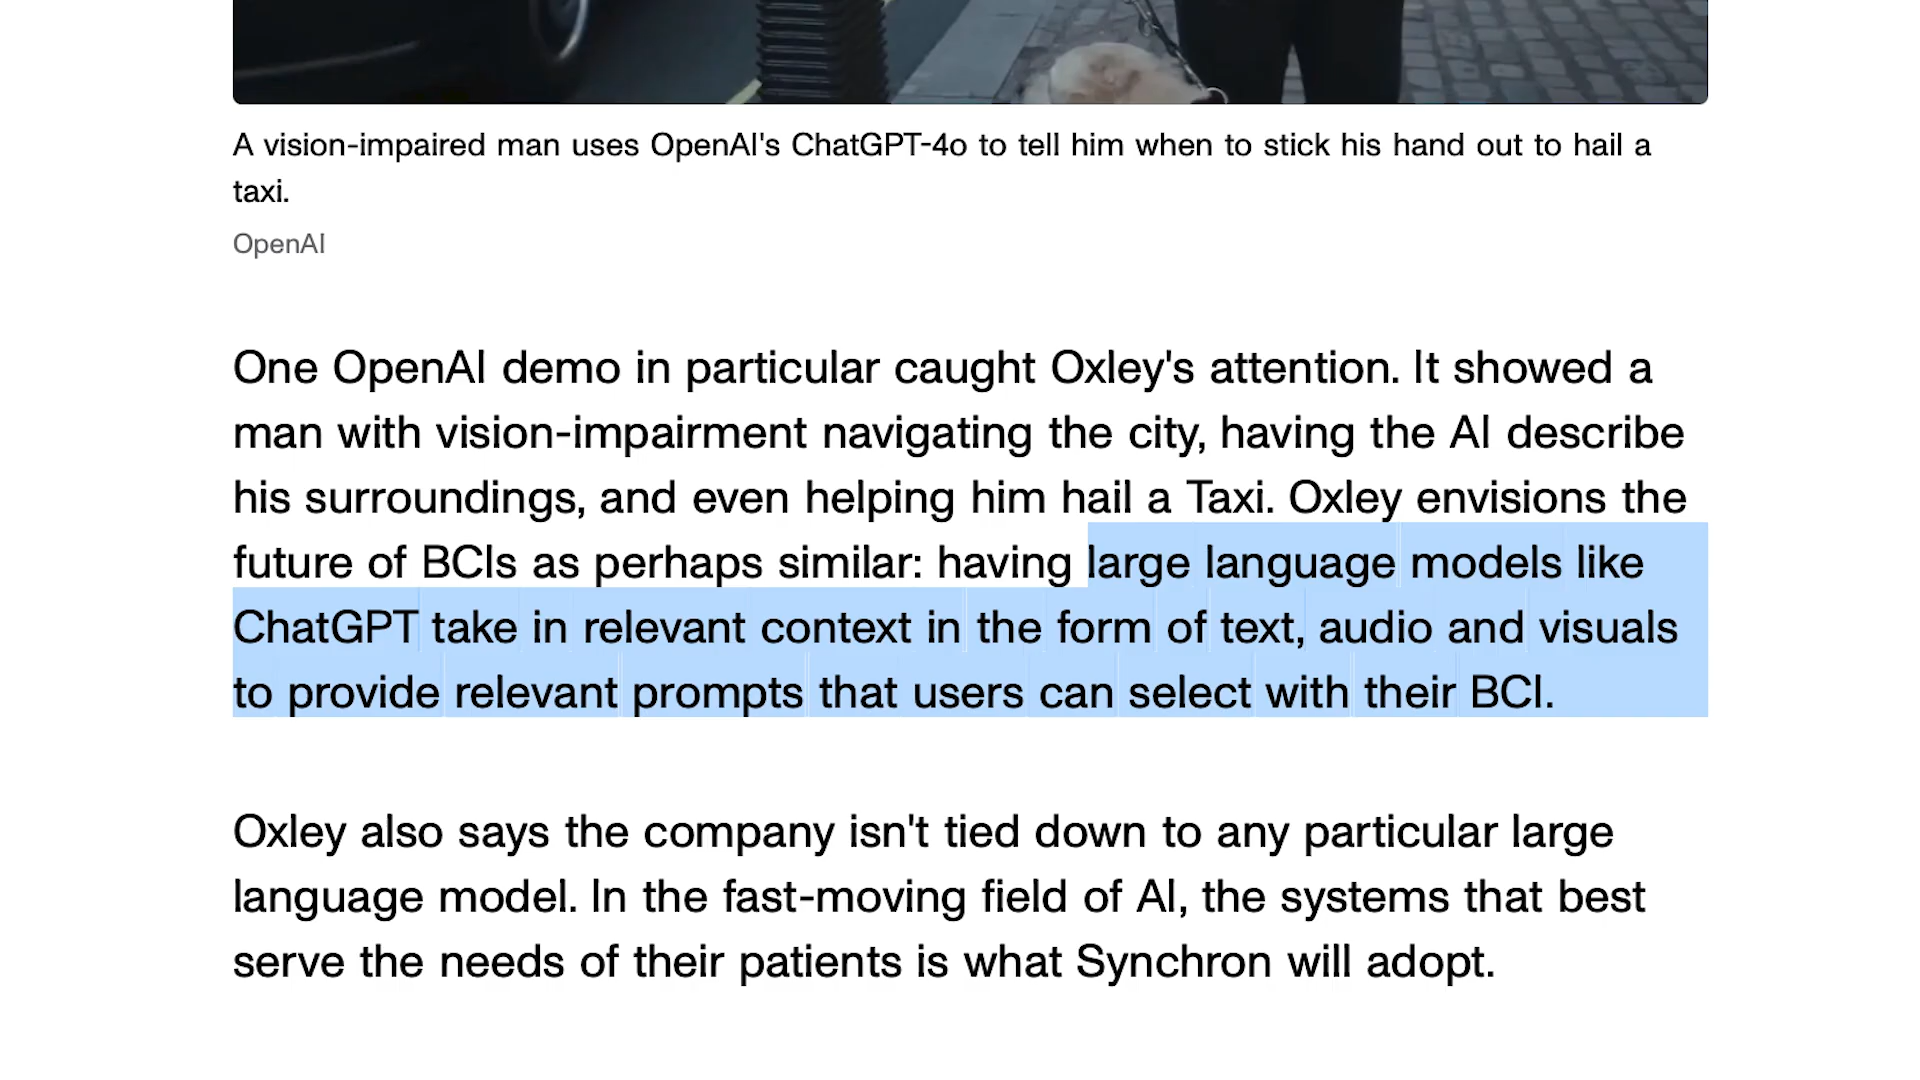 A vision-impaired man uses OpenAI's ChatGPT-4o to tell him when to stick his hand out to hail a
taxi.
OpenAI
One OpenAI demo in particular caught Oxley's attention. It showed a
man with vision-impairment navigating the city, having the AI describe
his surroundings, and even helping him hail a Taxi. Oxley envisions the
future of BCIs as perhaps similar: having large language models like
ChatGPT take in relevant context in the form of text, audio and visuals
to provide relevant prompts that users can select with their BCI.
Oxley also says the company isn't tied down to any particular large
language model. In the fast-moving field of AI, the systems that best
serve the needs of their patients is what Synchron will adopt.